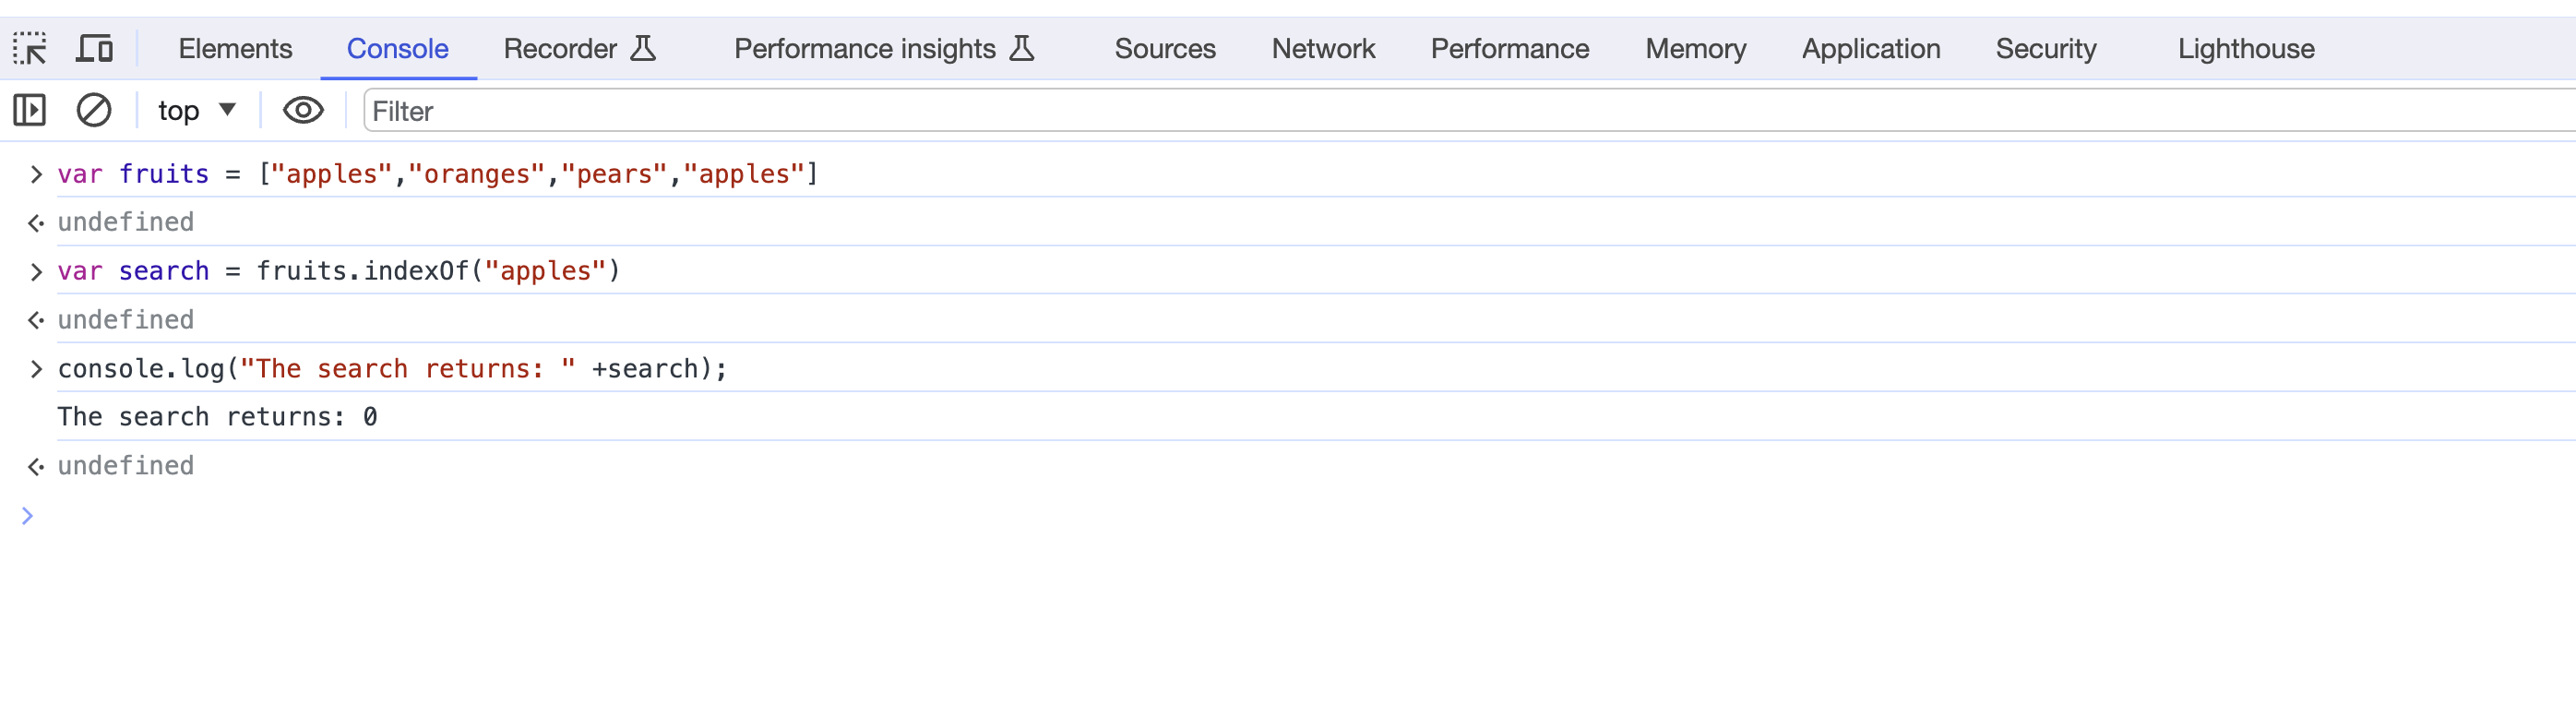 Elements Console Recorder Performance insights Sources Network Performance Memory Application Security Lighthouse
top Filter
var fruits = ["apples","oranges","pears","apples"]
undefined
var search = fruits.indexOf("apples")
undefined
console.log("The search returns: " +search);
The search returns: 0
undefined